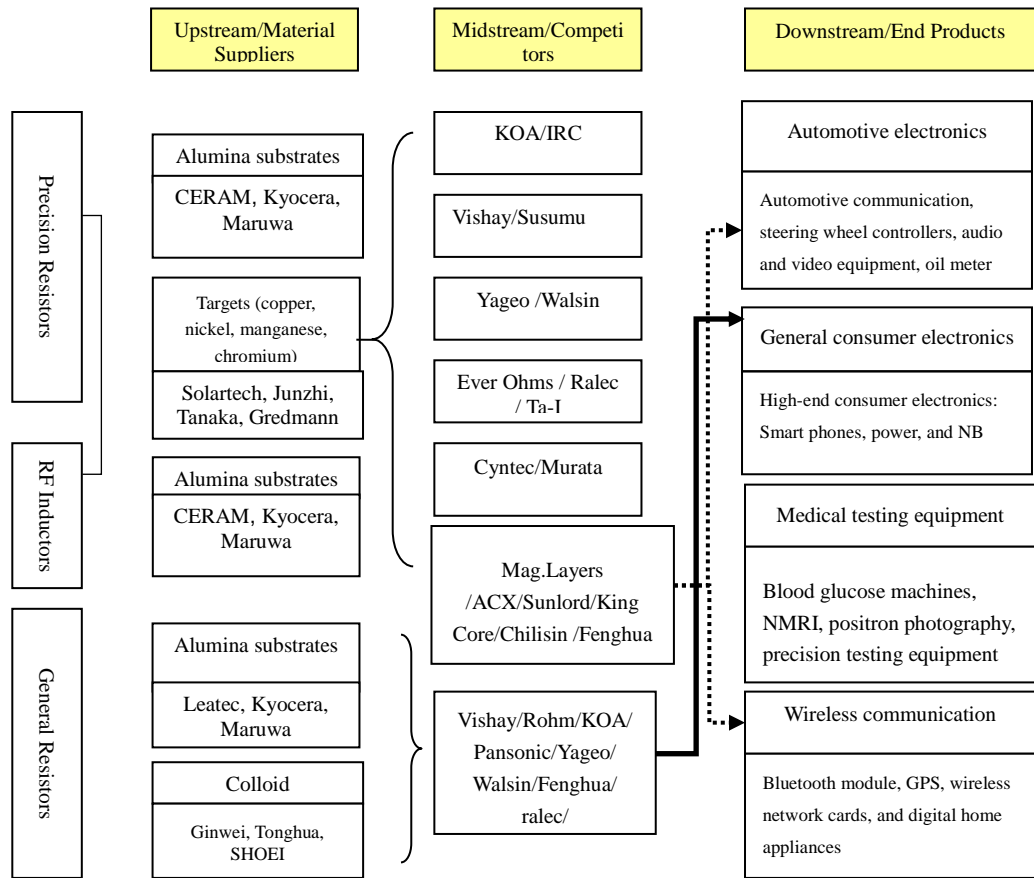 Upstream/Material
Suppliers
Midstream/Competi
tors
Downstream/End Products
Precision Resistors
RF Inductors
General Resistors
Alumina substrates
CERAM, Kyocera,
Maruwa
Targets (copper,
nickel, manganese,
chromium)
Solartech, Junzhi,
Tanaka, Gredmann
Alumina substrates
CERAM, Kyocera,
Maruwa
Alumina substrates
Leatec, Kyocera,
Maruwa
Colloid
Ginwei, Tonghua,
SHOEI
KOA/IRC
Vishay/Susumu
Yageo /Walsin
Ever Ohms / Ralec
/ Ta-I
Cyntec/Murata
Mag.Layers
/ACX/Sunlord/King
Core/Chilisin /Fenghua
Vishay/Rohm/KOA/
Pansonic/Yageo/
Walsin/Fenghua/
ralec/
Automotive electronics
Automotive communication,
steering wheel controllers, audio
and video equipment, oil meter
General consumer electronics
High-end consumer electronics:
Smart phones, power, and NB
Medical testing equipment
Blood glucose machines,
NMRI, positron photography,
precision testing equipment
Wireless communication
Bluetooth module, GPS, wireless
network cards, and digital home
appliances